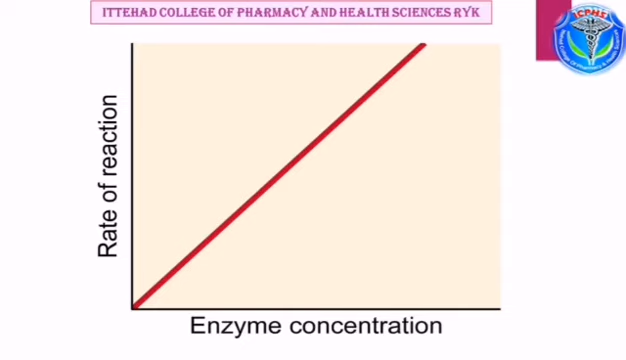 ITTEHAD COLLEGE OF PHARMACY AND HEALTH SCIENCES RYK
ICPHS
Rate of reaction
Enzyme concentration